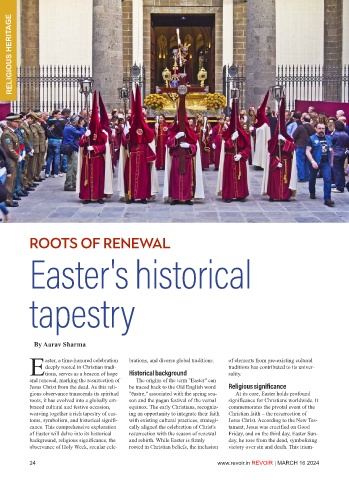 RELIGIOUS HERITAGE
ROOTS OF RENEWAL
Easter's historical
tapestry
By Aarav Sharma
Easter, a time-honored celebration
deeply rooted in Christian tradi-
tions, serves as a beacon of hope
and renewal, marking the resurrection of
Jesus Christ from the dead. As this reli-
gious observance transcends its spiritual
roots, it has evolved into a globally em-
braced cultural and festive occasion,
weaving together a rich tapestry of cus-
toms, symbolism, and historical signifi-
cance. This comprehensive exploration
of Easter will delve into its historical
background, religious significance, the
observance of Holy Week, secular cele-
brations, and diverse global traditions.
Historical background
The origins of the term "Easter" can
be traced back to the Old English word
"Ēastre," associated with the spring sea-
son and the pagan festival of the vernal
equinox. The early Christians, recogniz-
ing an opportunity to integrate their faith
with existing cultural practices, strategi-
cally aligned the celebration of Christ's
resurrection with the season of renewal
and rebirth. While Easter is firmly
rooted in Christian beliefs, the inclusion
of elements from pre-existing cultural
traditions has contributed to its univer-
sality.
Religious significance
At its core, Easter holds profound
significance for Christians worldwide. It
commemorates the pivotal event of the
Christian faith – the resurrection of
Jesus Christ. According to the New Tes-
tament, Jesus was crucified on Good
Friday, and on the third day, Easter Sun-
day, he rose from the dead, symbolizing
victory over sin and death. This trium-
24
www.revoir.in REVOIR | MARCH 16 2024